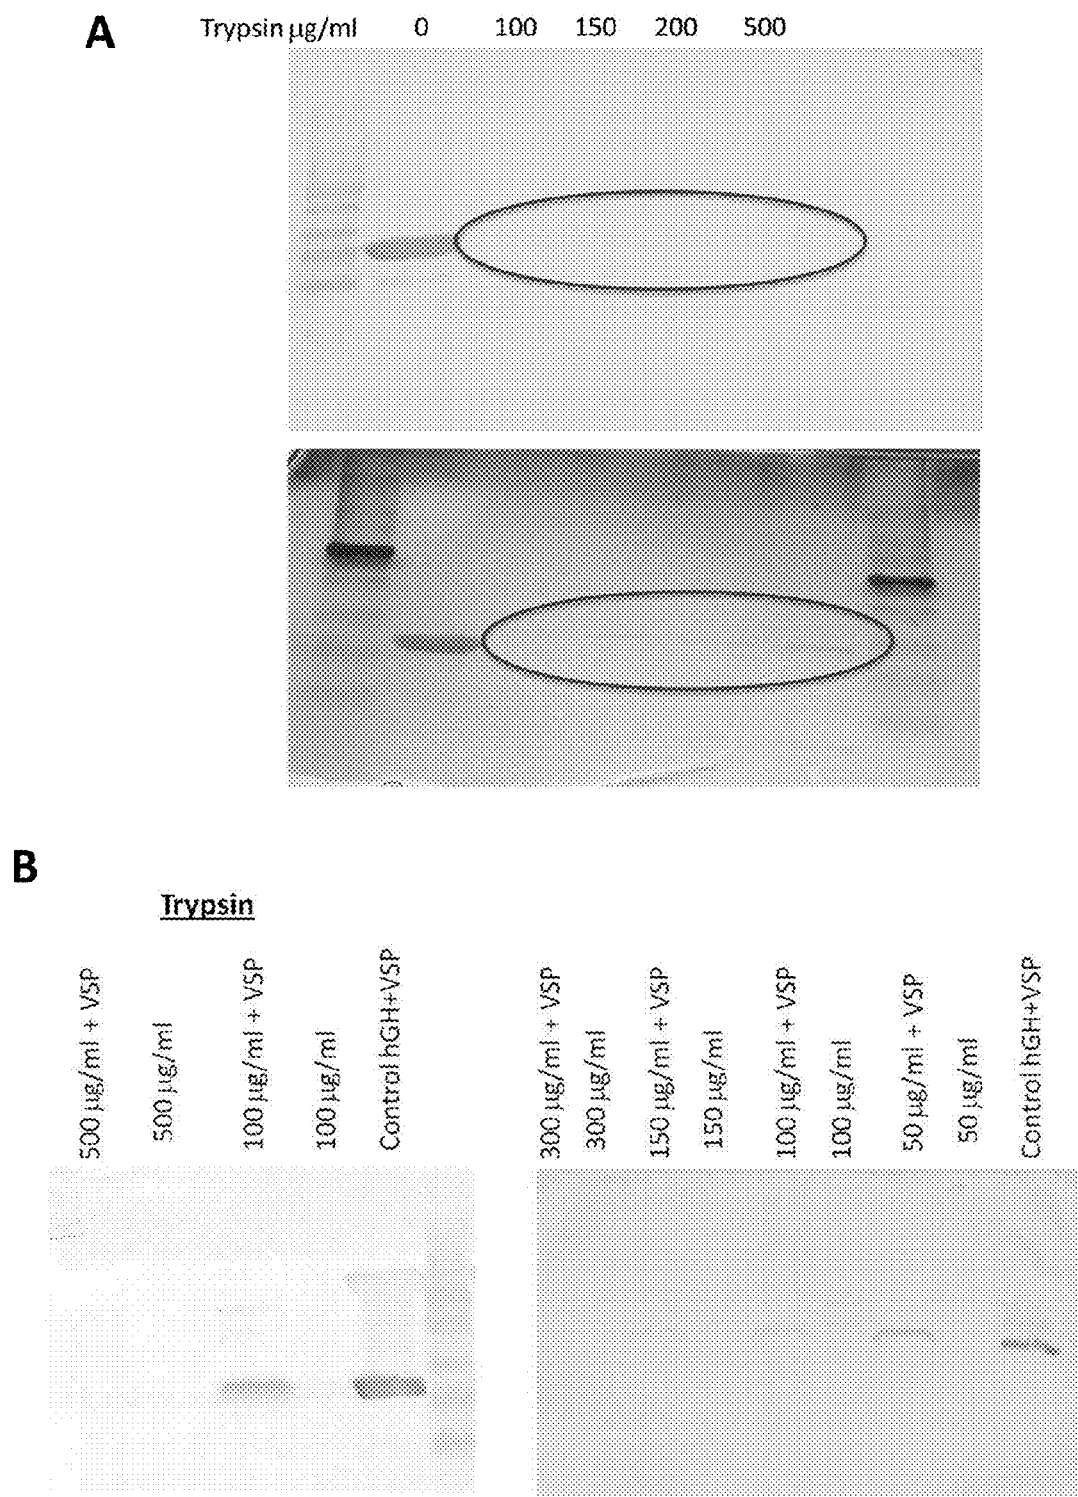 A
Trypsin µg/ml 0 100 150 200 500
B
Trypsin
500 µg/ml + VSP
500 µg/ml
100 µg/ml + VSP
100 µg/ml
Control hGH+VSP
300 µg/ml + VSP
300 µg/ml
150 µg/ml + VSP
150 µg/ml
100 µg/ml + VSP
100 µg/ml
50 µg/ml + VSP
50 µg/ml
Control hGH+VSP